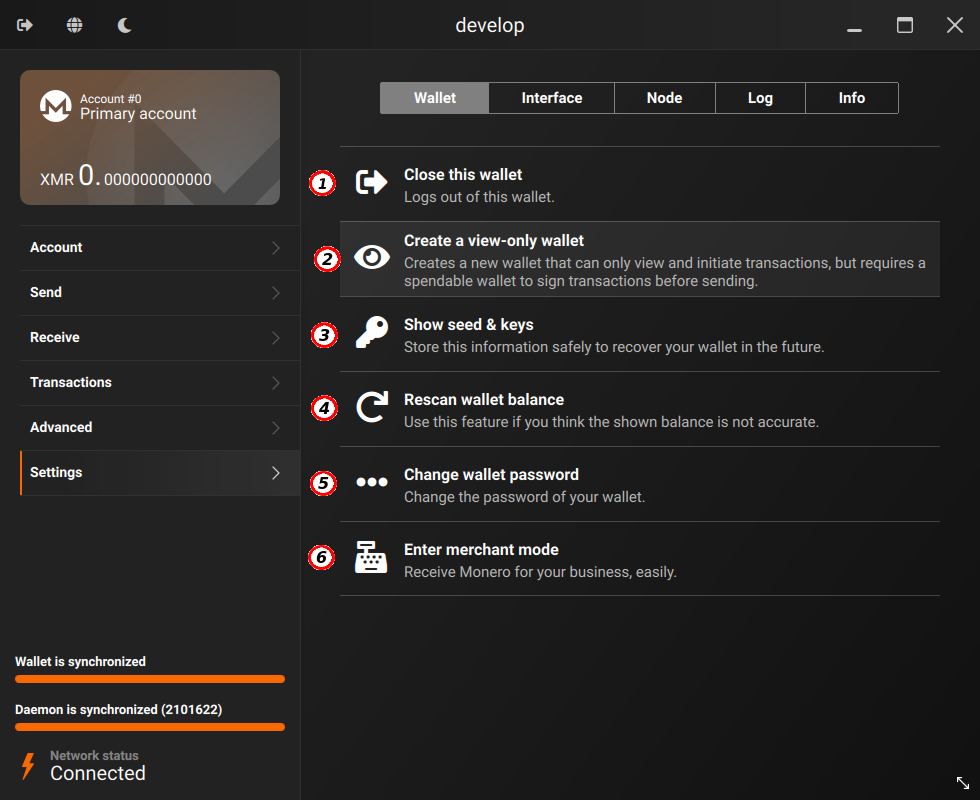 develop
Account #0
Primary account
XMR 0.000000000000
Account
Send
Receive
Transactions
Advanced
Settings
Wallet is synchronized
Daemon is synchronized (2101622)
Network status
Connected
Wallet Interface Node Log Info
1
Close this wallet
Logs out of this wallet.
2
Create a view-only wallet
Creates a new wallet that can only view and initiate transactions, but requires a
spendable wallet to sign transactions before sending.
3
Show seed & keys
Store this information safely to recover your wallet in the future.
4
Rescan wallet balance
Use this feature if you think the shown balance is not accurate.
5
Change wallet password
Change the password of your wallet.
6
Enter merchant mode
Receive Monero for your business, easily.